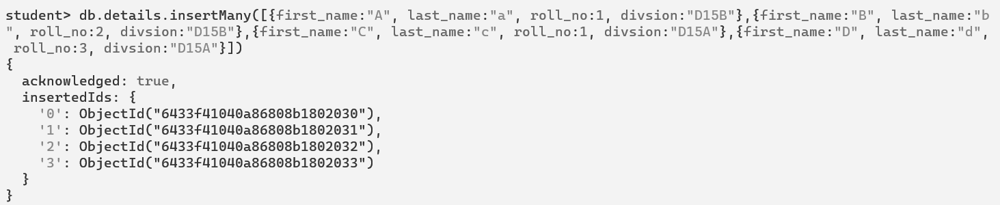 student> db.details.insertMany([{first_name:"A", last_name:"a", roll_no:1, divsion:"D15B"},{first_name:"B", last_name:"b
", roll_no:2, divsion:"D15B"},{first_name:"C", last_name:"c", roll_no:1, divsion:"D15A"},{first_name:"D", last_name:"d",
 roll_no:3, divsion:"D15A"}])
{
  acknowledged: true,
  insertedIds: {
    '0': ObjectId("6433f41040a86808b1802030"),
    '1': ObjectId("6433f41040a86808b1802031"),
    '2': ObjectId("6433f41040a86808b1802032"),
    '3': ObjectId("6433f41040a86808b1802033")
  }
}